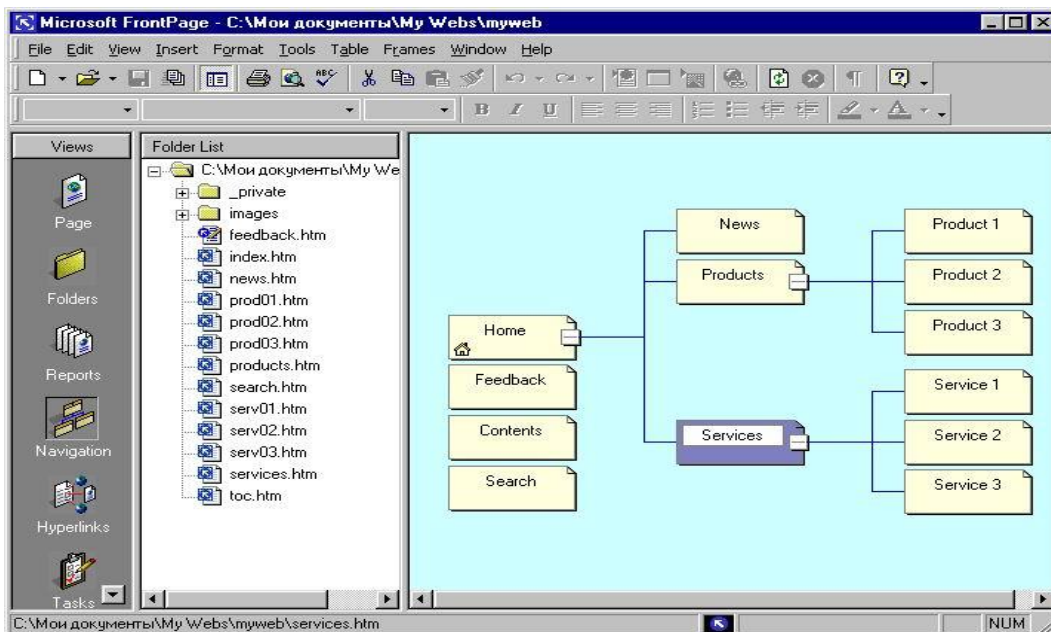 Microsoft FrontPage - C:\Мои документы\My Webs\myweb
File Edit View Insert Format Tools Table Frames Window Help
ABC
B I U A
Views
Folder List
Page
Folders
Reports
Navigation
Hyperlinks
Tasks
C:\Мои документы\My We
_private
images
feedback.htm
index.htm
news.htm
prod01.htm
prod02.htm
prod03.htm
products.htm
search.htm
serv01.htm
serv02.htm
serv03.htm
services.htm
toc.htm
Home
Feedback
Contents
Search
News
Products
Services
Product 1
Product 2
Product 3
Service 1
Service 2
Service 3
C:\Мои документы\My Webs\myweb\services.htm
NUM